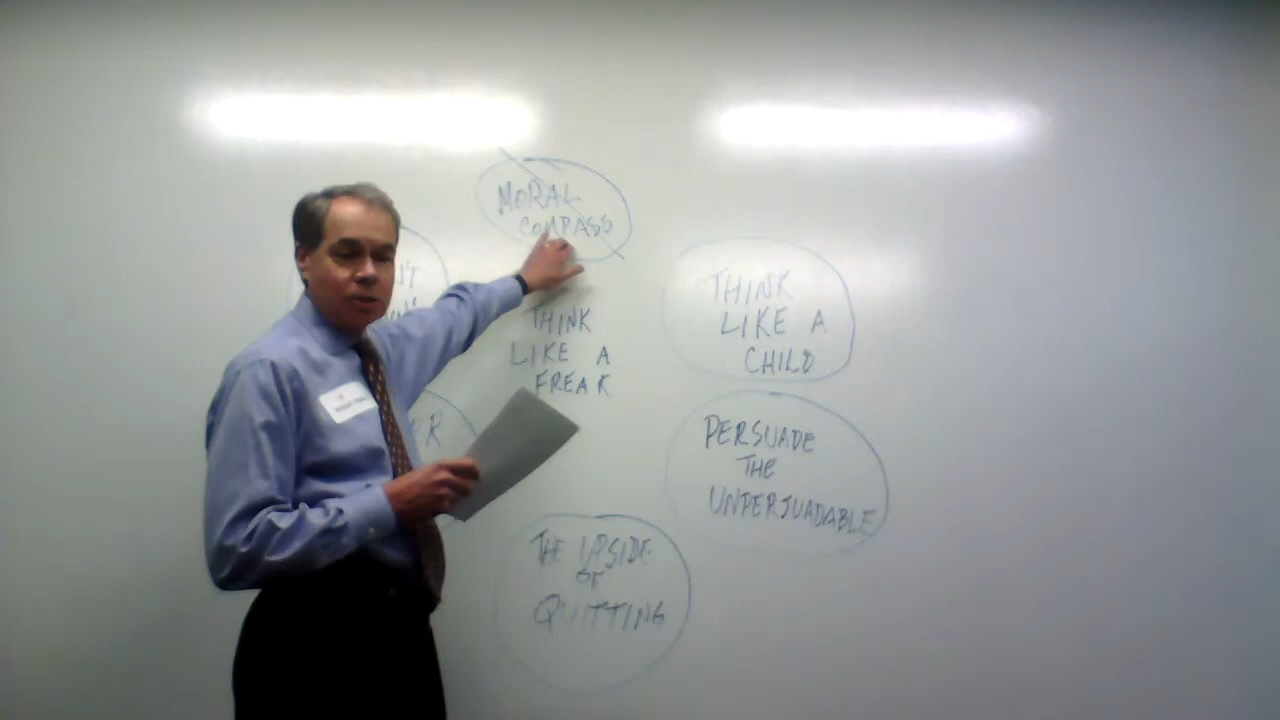 MORAL
COMPASS
THINK
LIKE A
FREAK
THINK
LIKE A
CHILD
PERSUADE
THE
UNPERSUADABLE
THE UPSIDE
OF
QUITTING